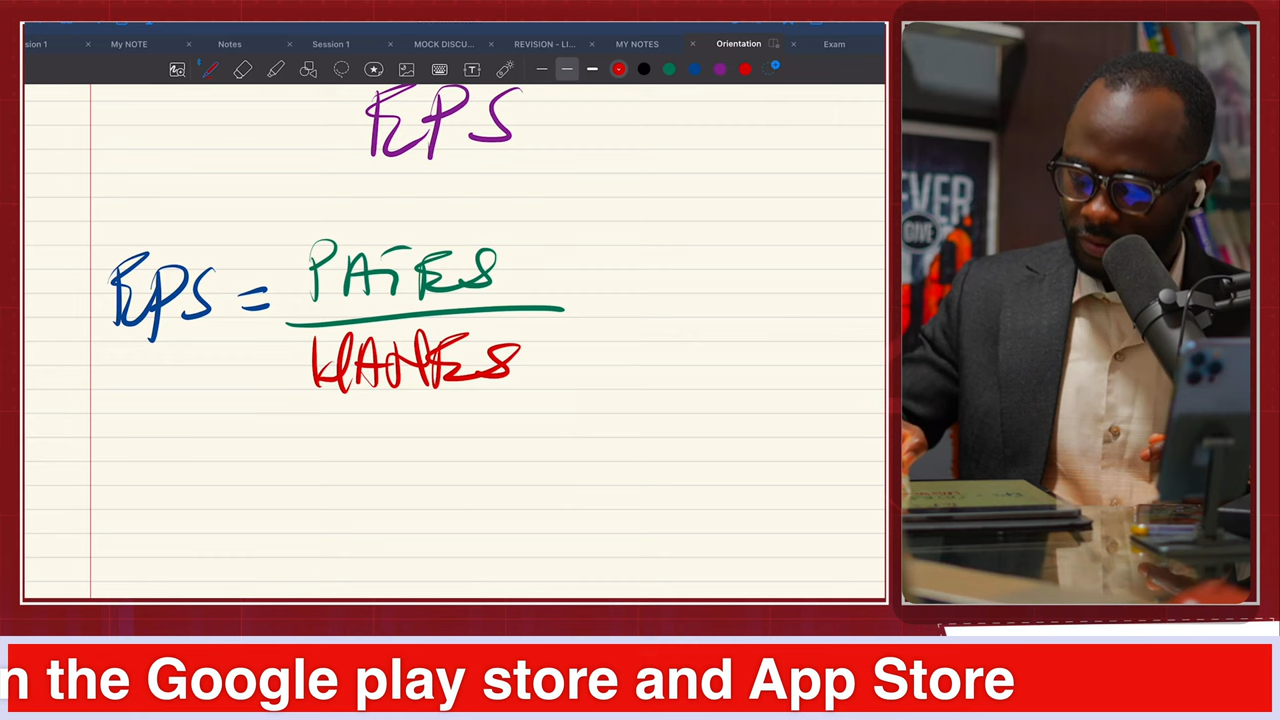 sion 1 My NOTE Notes Session 1 MOCK DISCU... REVISION - LI... MY NOTES Orientation Exam
T
EPS
EPS = PATES
WANES
EVER
n the Google play store and App Store